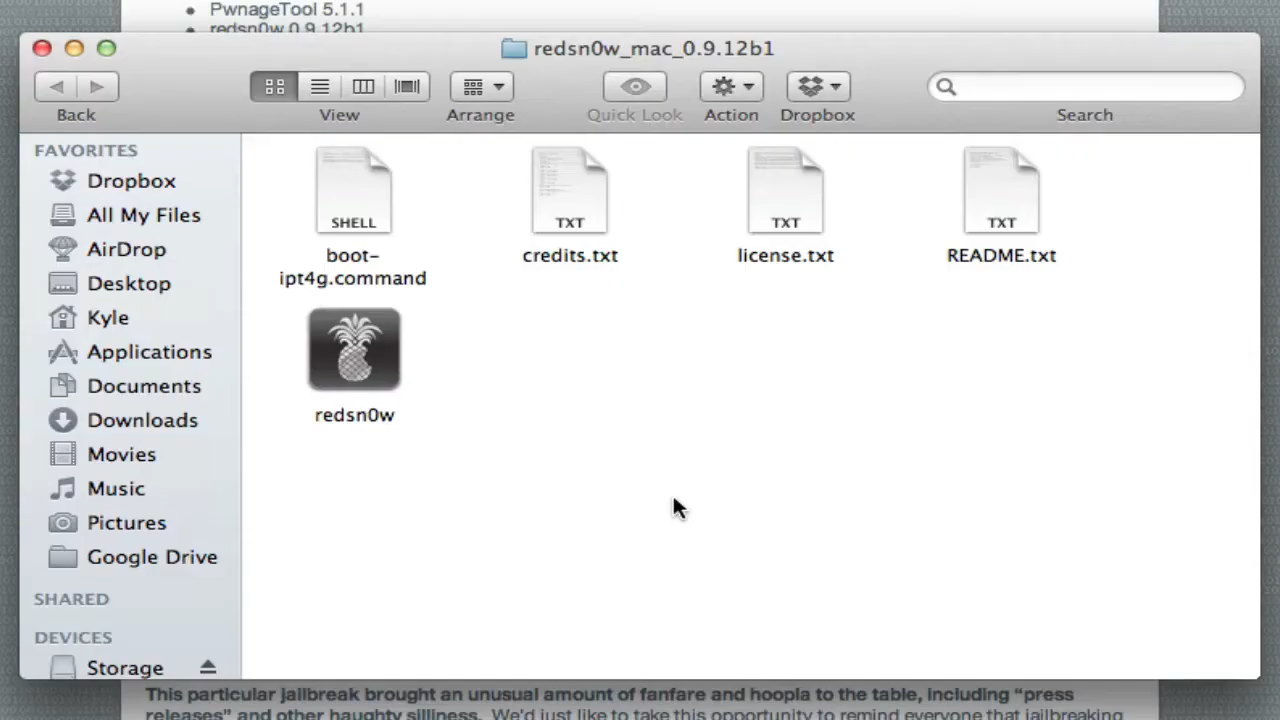 PwnageTool 5.1.1
redsn0w 0.9.12b1
redsn0w_mac_0.9.12b1
Back
View
Arrange
Quick Look
Action
Dropbox
Search
FAVORITES
Dropbox
All My Files
AirDrop
Desktop
Kyle
Applications
Documents
Downloads
Movies
Music
Pictures
Google Drive
SHARED
DEVICES
Storage
SHELL
boot-
ipt4g.command
TXT
credits.txt
TXT
license.txt
TXT
README.txt
redsn0w
This particular jailbreak brought an unusual amount of fanfare and hoopla to the table, including “press
releases” and other haughty silliness. We'd just like to take this opportunity to remind everyone that jailbreaking